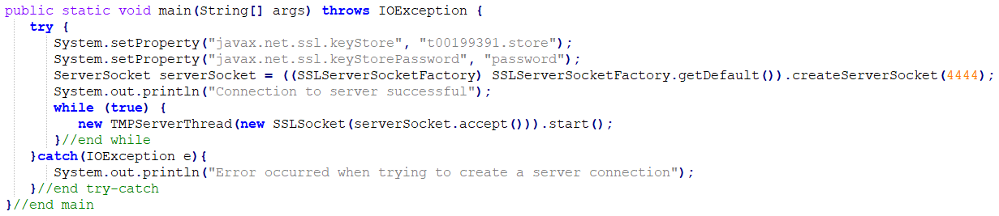 public static void main(String[] args) throws IOException {
try {
System.setProperty("javax.net.ssl.keyStore", "t00199391.store");
System.setProperty("javax.net.ssl.keyStorePassword", "password");
ServerSocket serverSocket = ((SSLServerSocketFactory) SSLServerSocketFactory.getDefault()).createServerSocket(4444);
System.out.println("Connection to server successful");
while (true) {
new TMPServerThread(new SSLSocket(serverSocket.accept())).start();
}//end while
}catch(IOException e){
System.out.println("Error occurred when trying to create a server connection");
}//end try-catch
}//end main